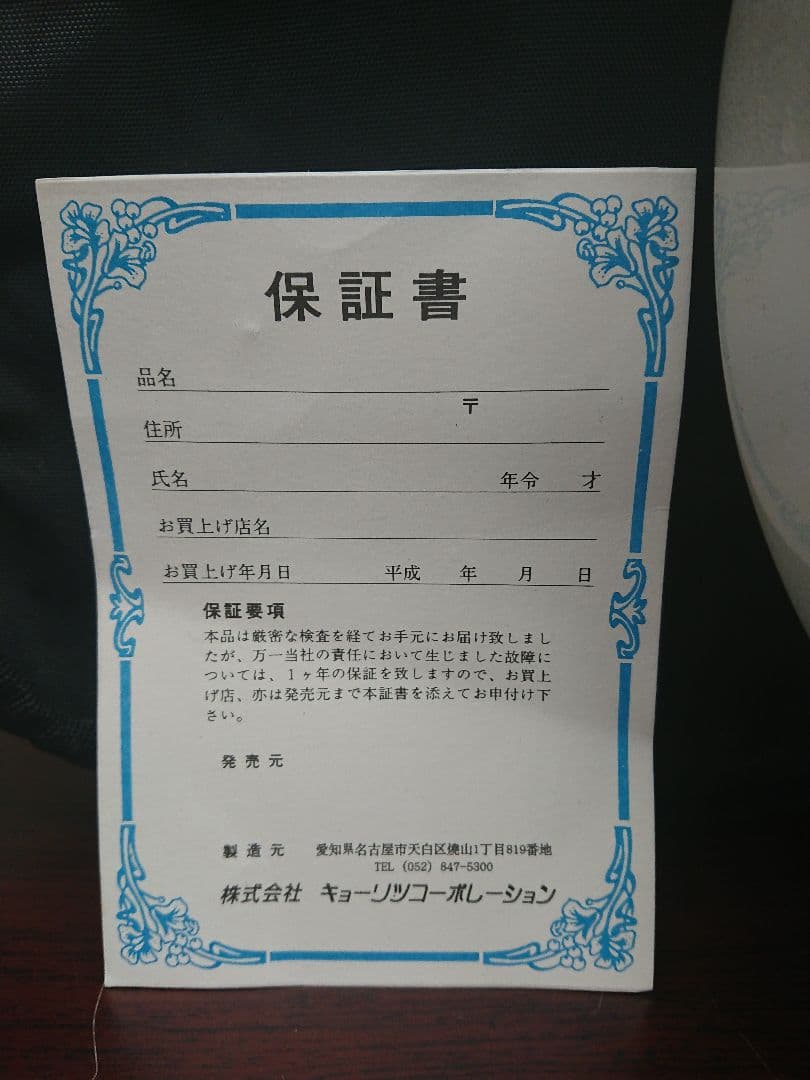 保証書
品名
〒
住所
氏名 年令 才
お買上げ店名
お買上げ年月日 平成 年 月 日
保証要項
本品は厳密な検査を経てお手元にお届け致しまし
たが、万一当社の責任において生じました故障に
ついては、1ヶ年の保証を致しますので、お買上
げ店、亦は発売元まで本証書を添えてお申付け下
さい。
発売元
製造元 愛知県名古屋市天白区焼山1丁目819番地
TEL (052) 847-5300
株式会社 キョーリツコーポレーション